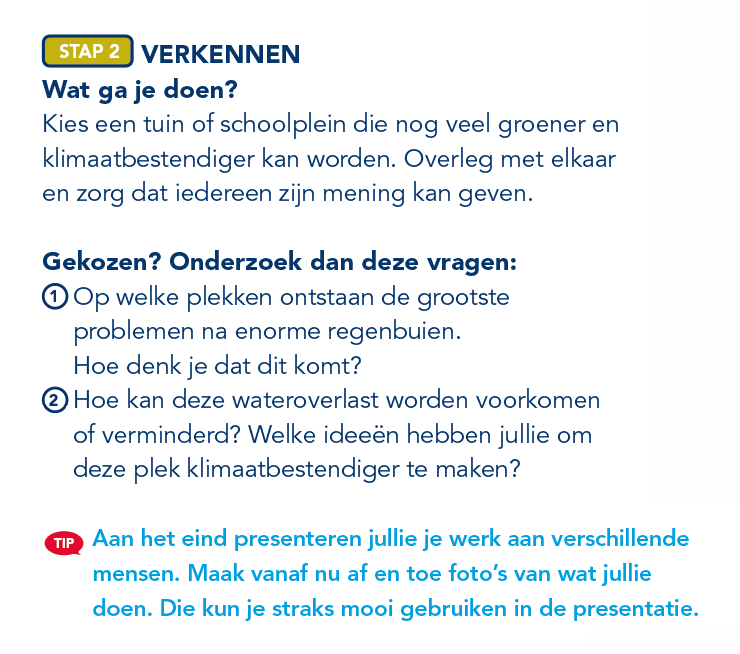 STAP 2 VERKENNEN
Wat ga je doen?
Kies een tuin of schoolplein die nog veel groener en
klimaatbestendiger kan worden. Overleg met elkaar
en zorg dat iedereen zijn mening kan geven.
Gekozen? Onderzoek dan deze vragen:
1 Op welke plekken ontstaan de grootste
problemen na enorme regenbuien.
Hoe denk je dat dit komt?
2 Hoe kan deze wateroverlast worden voorkomen
of verminderd? Welke ideeën hebben jullie om
deze plek klimaatbestendiger te maken?
TIP Aan het eind presenteren jullie je werk aan verschillende
mensen. Maak vanaf nu af en toe foto's van wat jullie
doen. Die kun je straks mooi gebruiken in de presentatie.